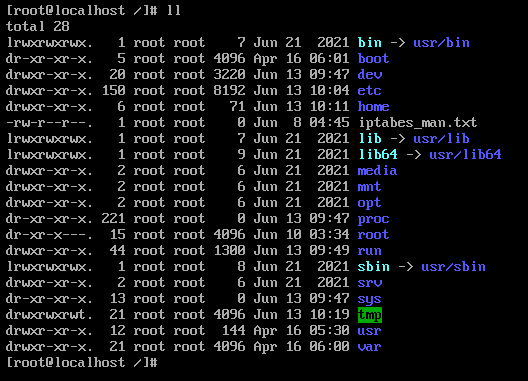 [root@localhost /]# ll
total 28
lrwxrwxrwx.   1 root root    7 Jun 21  2021 bin -> usr/bin
dr-xr-xr-x.   5 root root 4096 Apr 16 06:01 boot
drwxr-xr-x.  20 root root 3220 Jun 13 09:47 dev
drwxr-xr-x. 150 root root 8192 Jun 13 10:04 etc
drwxr-xr-x.   6 root root   71 Jun 13 10:11 home
-rw-r--r--.   1 root root    0 Jun  8 04:45 iptabes_man.txt
lrwxrwxrwx.   1 root root    7 Jun 21  2021 lib -> usr/lib
lrwxrwxrwx.   1 root root    9 Jun 21  2021 lib64 -> usr/lib64
drwxr-xr-x.   2 root root    6 Jun 21  2021 media
drwxr-xr-x.   2 root root    6 Jun 21  2021 mnt
drwxr-xr-x.   2 root root    6 Jun 21  2021 opt
dr-xr-xr-x. 221 root root    0 Jun 13 09:47 proc
dr-xr-x---.  15 root root 4096 Jun 10 03:34 root
drwxr-xr-x.  44 root root 1300 Jun 13 09:49 run
lrwxrwxrwx.   1 root root    8 Jun 21  2021 sbin -> usr/sbin
drwxr-xr-x.   2 root root    6 Jun 21  2021 srv
dr-xr-xr-x.  13 root root    0 Jun 13 09:47 sys
drwxrwxrwt.  21 root root 4096 Jun 13 10:19 tmp
drwxr-xr-x.  12 root root  144 Apr 16 05:30 usr
drwxr-xr-x.  21 root root 4096 Apr 16 06:00 var
[root@localhost /]#